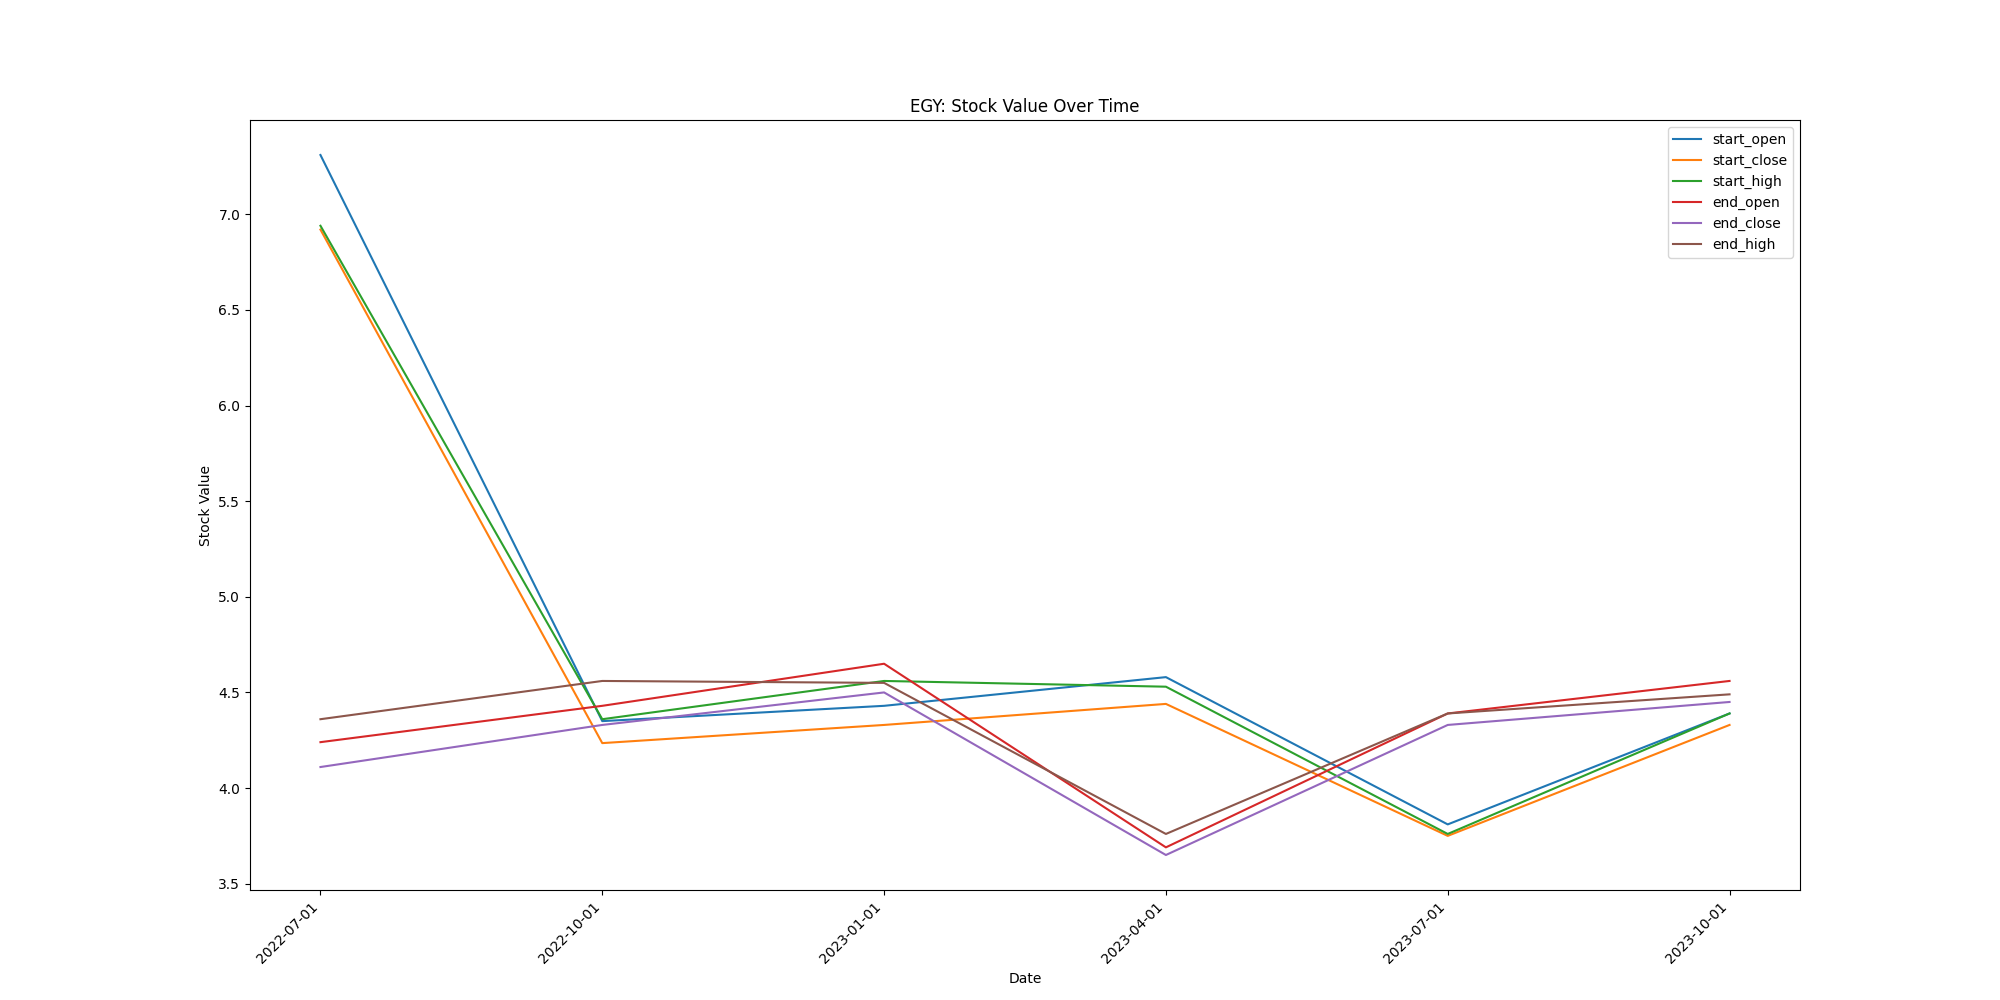 EGY: Stock Value Over Time
start_open
start_close
start_high
end_open
end_close
end_high
7.0
6.5
6.0
5.5
5.0
4.5
4.0
3.5
Stock Value
2022-07-01
2022-10-01
2023-01-01
2023-04-01
2023-07-01
2023-10-01
Date